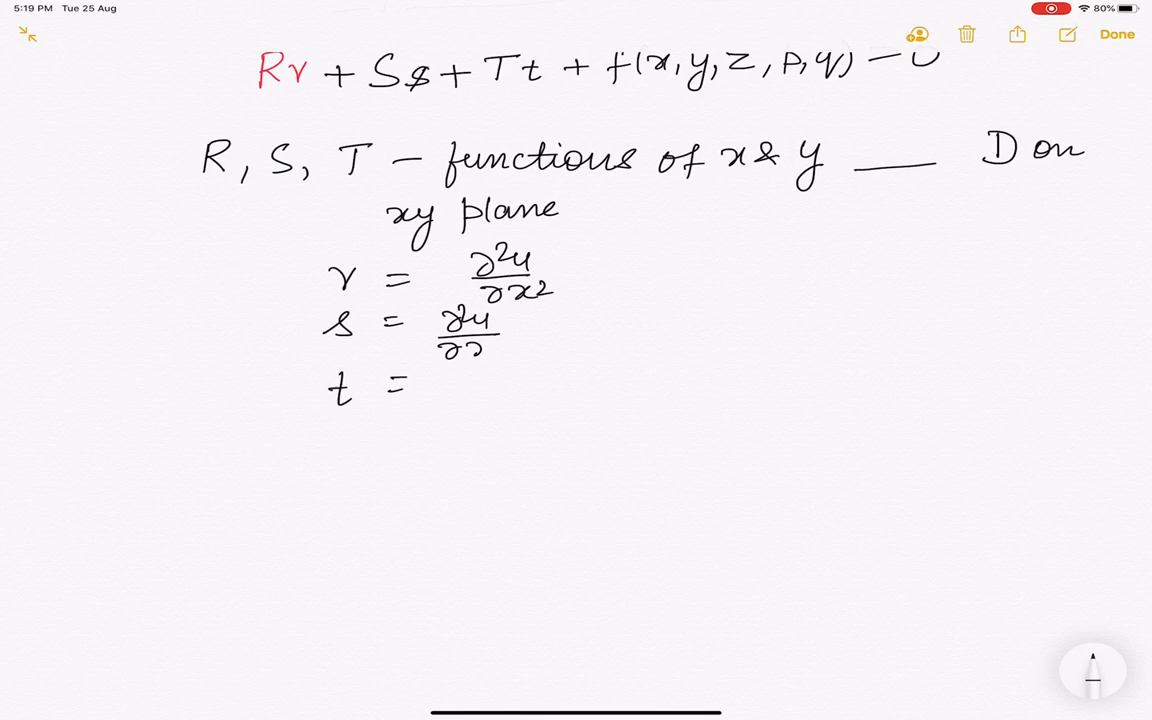 5:19 PM Tue 25 Aug 80%
Done
Rr + Ss + Tt + f(x, y, z, p, q) = 0
R, S, T – functions of x & y ___ D on
xy plane
r = ∂²u/∂x²
s = ∂²u/∂x
t =